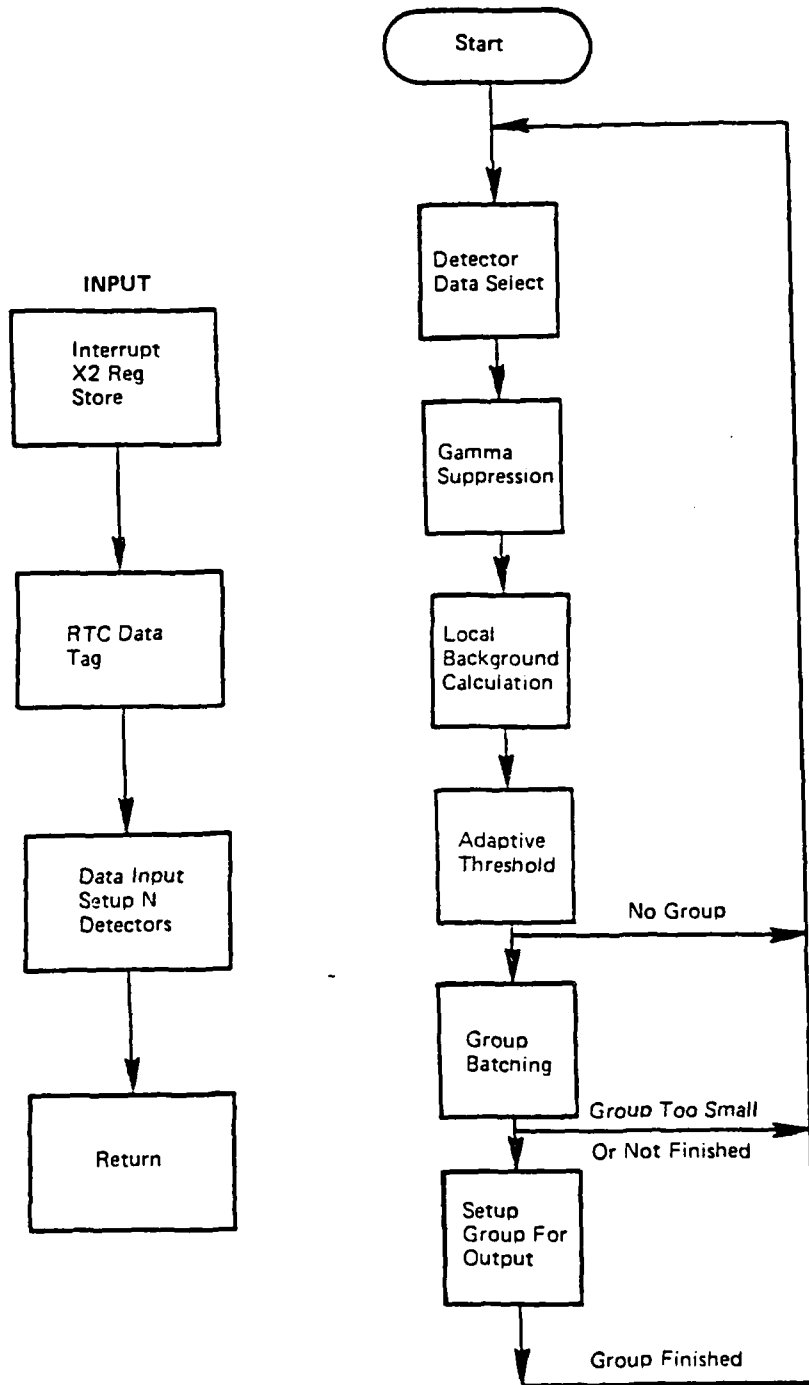 INPUT
Interrupt
X2 Reg
Store
RTC Data
Tag
Data Input
Setup N
Detectors
Return
Start
Detector
Data Select
Gamma
Suppression
Local
Background
Calculation
Adaptive
Threshold
No Group
Group
Batching
Group Too Small
Or Not Finished
Setup
Group For
Output
Group Finished